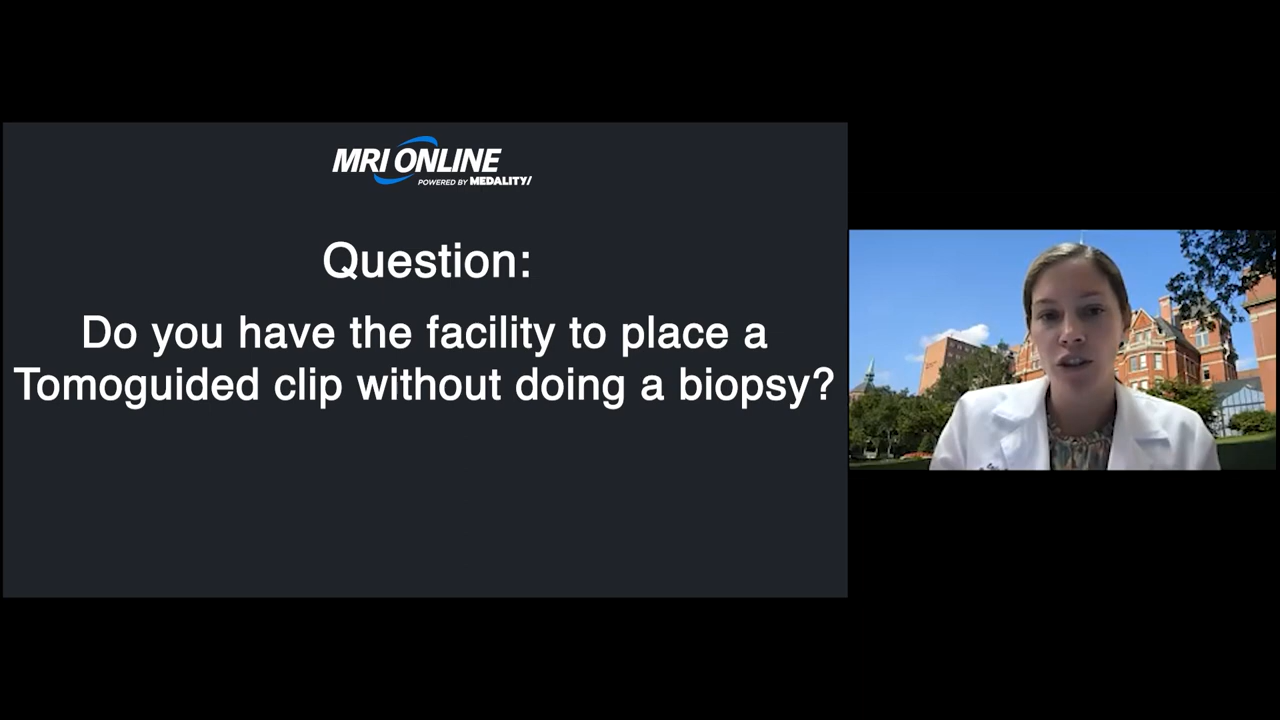 MRI ONLINE
POWERED BY MEDALITY/
Question:
Do you have the facility to place a
Tomoguided clip without doing a biopsy?